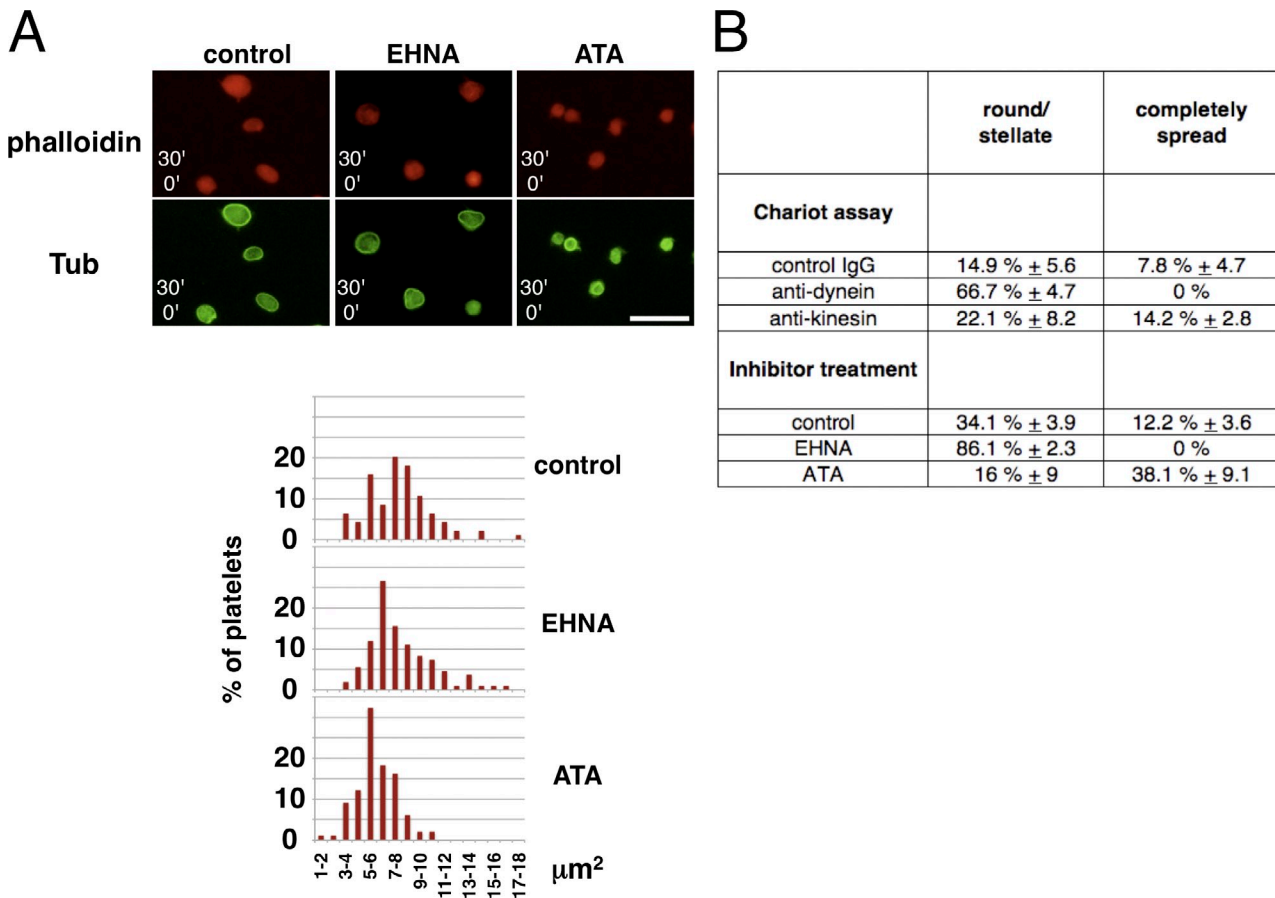 A
control EHNA ATA
phalloidin
30' 30' 30'
0' 0' 0'
Tub
30' 30' 30'
0' 0' 0'
% of platelets
20
10
0
control
20
10
0
EHNA
20
10
0
ATA
1-2 3-4 5-6 7-8 9-10 11-12 13-14 15-16 17-18
μm²
B
round/ completely
stellate spread
Chariot assay
control IgG 14.9 % ± 5.6 7.8 % ± 4.7
anti-dynein 66.7 % ± 4.7 0 %
anti-kinesin 22.1 % ± 8.2 14.2 % ± 2.8
Inhibitor treatment
control 34.1 % ± 3.9 12.2 % ± 3.6
EHNA 86.1 % ± 2.3 0 %
ATA 16 % ± 9 38.1 % ± 9.1